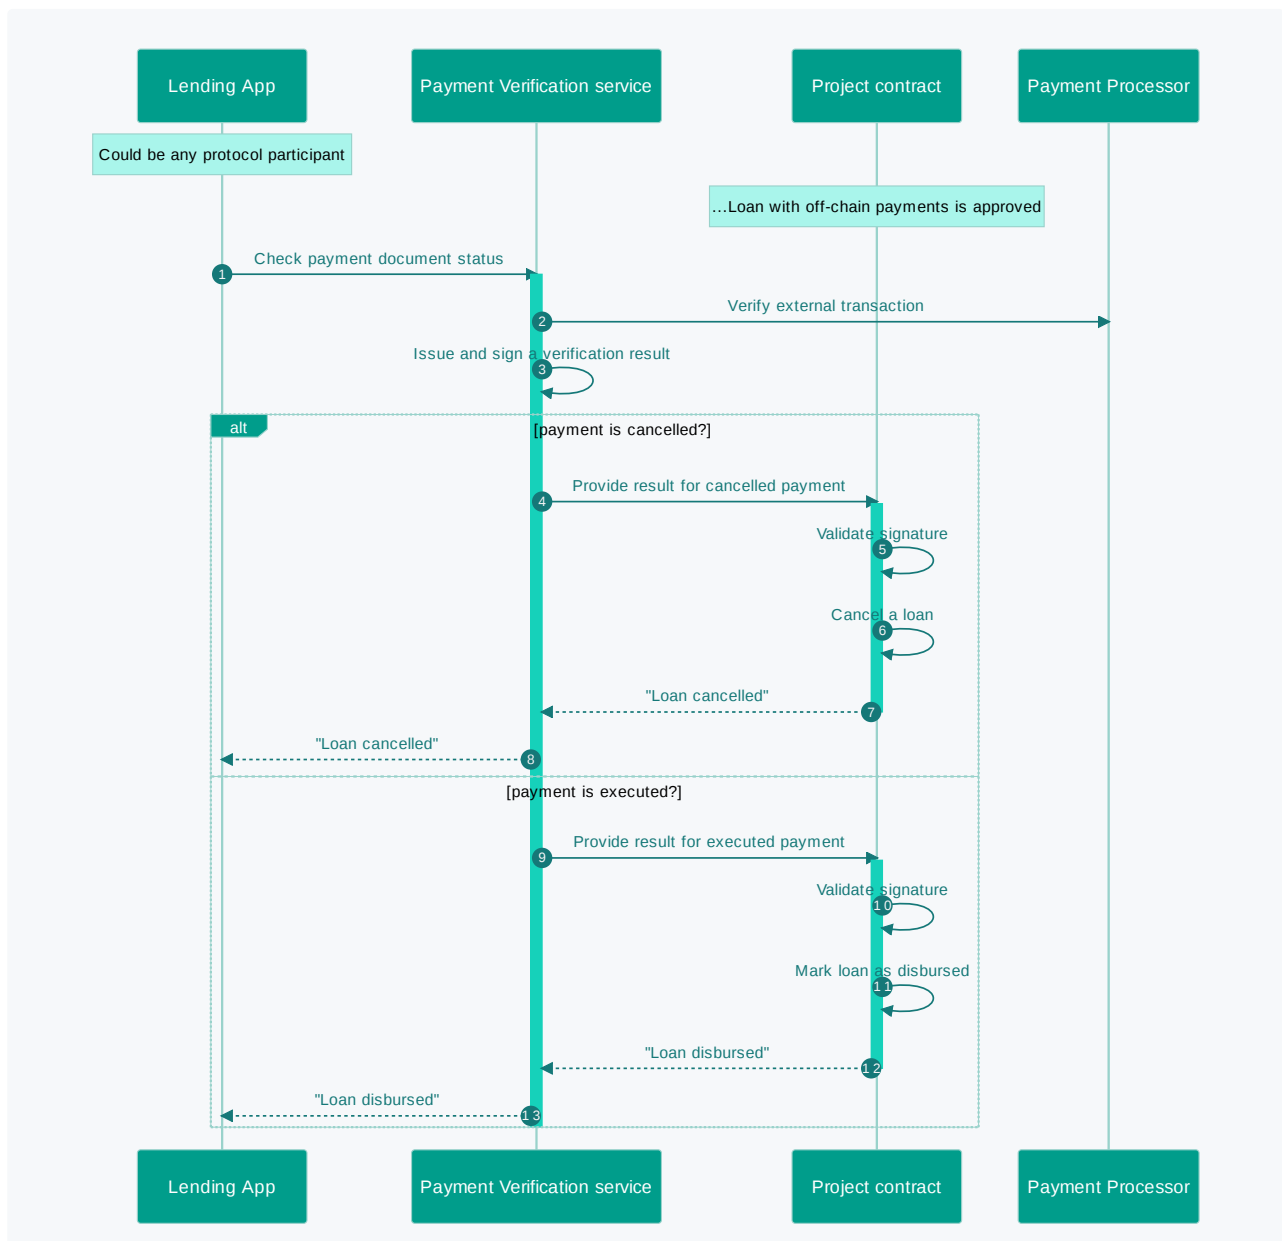 Lending App
Payment Verification service
Project contract
Payment Processor
Could be any protocol participant
...Loan with off-chain payments is approved
Check payment document status
1
Verify external transaction
2
Issue and sign a verification result
3
alt
[payment is cancelled?]
Provide result for cancelled payment
4
Validate signature
5
Cancel a loan
6
"Loan cancelled"
7
"Loan cancelled"
8
[payment is executed?]
Provide result for executed payment
9
Validate signature
10
Mark loan as disbursed
11
"Loan disbursed"
12
"Loan disbursed"
13
Lending App
Payment Verification service
Project contract
Payment Processor